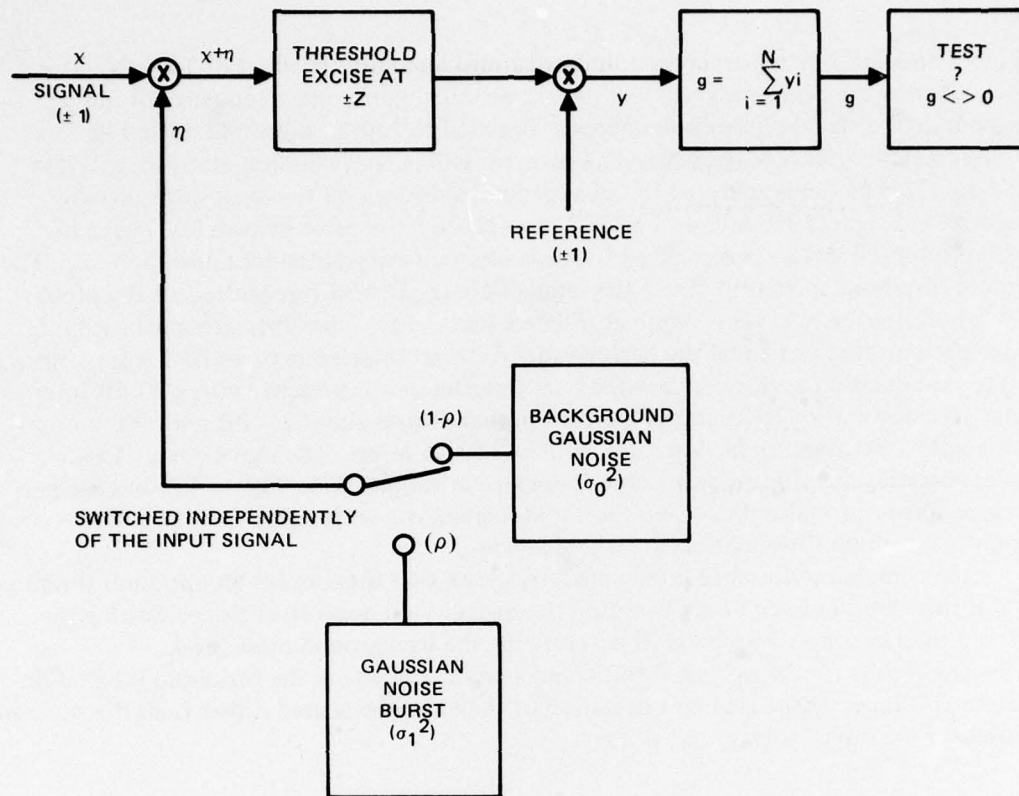 χ
SIGNAL
(± 1)
X
χ+η
η
THRESHOLD
EXCISE AT
±Z
X
REFERENCE
(±1)
y
g = N
∑ yi
i = 1
g
TEST
?
g < > 0
(1-ρ)
BACKGROUND
GAUSSIAN
NOISE
(σ₀²)
SWITCHED INDEPENDENTLY
OF THE INPUT SIGNAL
(ρ)
GAUSSIAN
NOISE
BURST
(σ₁²)